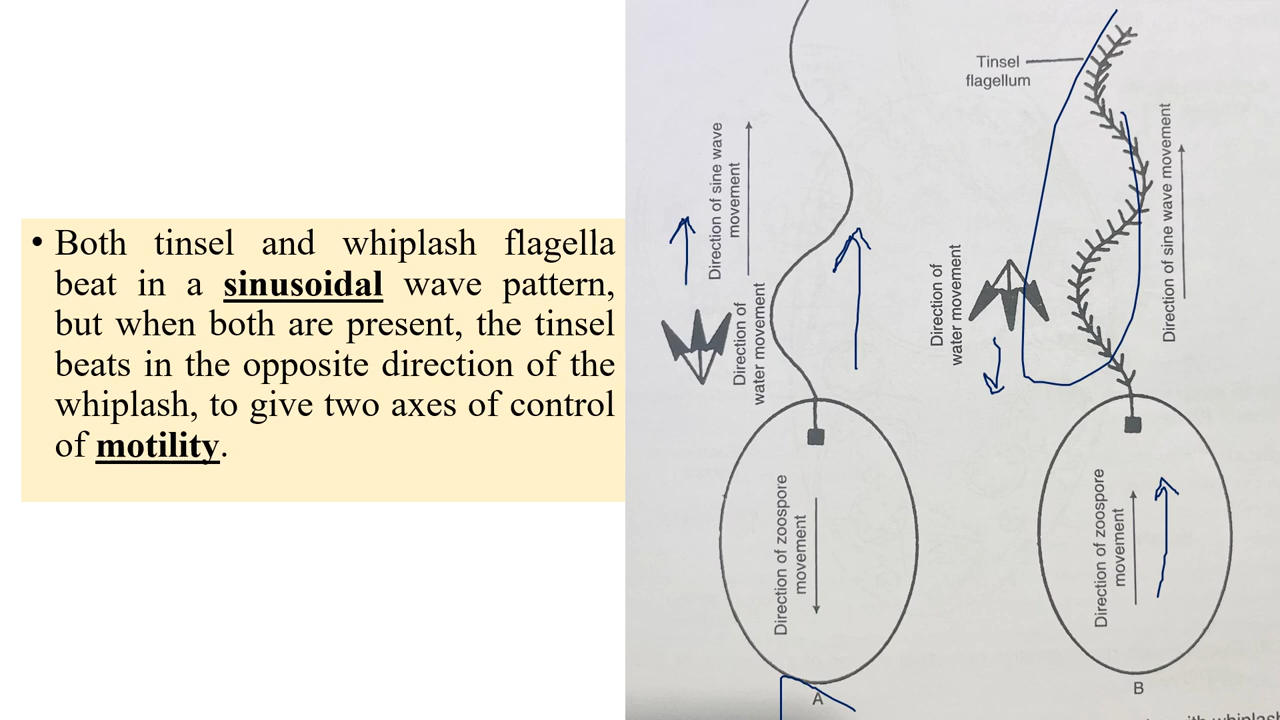 • Both tinsel and whiplash flagella
beat in a sinusoidal wave pattern,
but when both are present, the tinsel
beats in the opposite direction of the
whiplash, to give two axes of control
of motility.
Direction of sine wave
movement
Direction of
water movement
Direction of zoospore
movement
A
Tinsel
flagellum
Direction of
water movement
Direction of sine wave movement
Direction of zoospore
movement
B
with whiplash